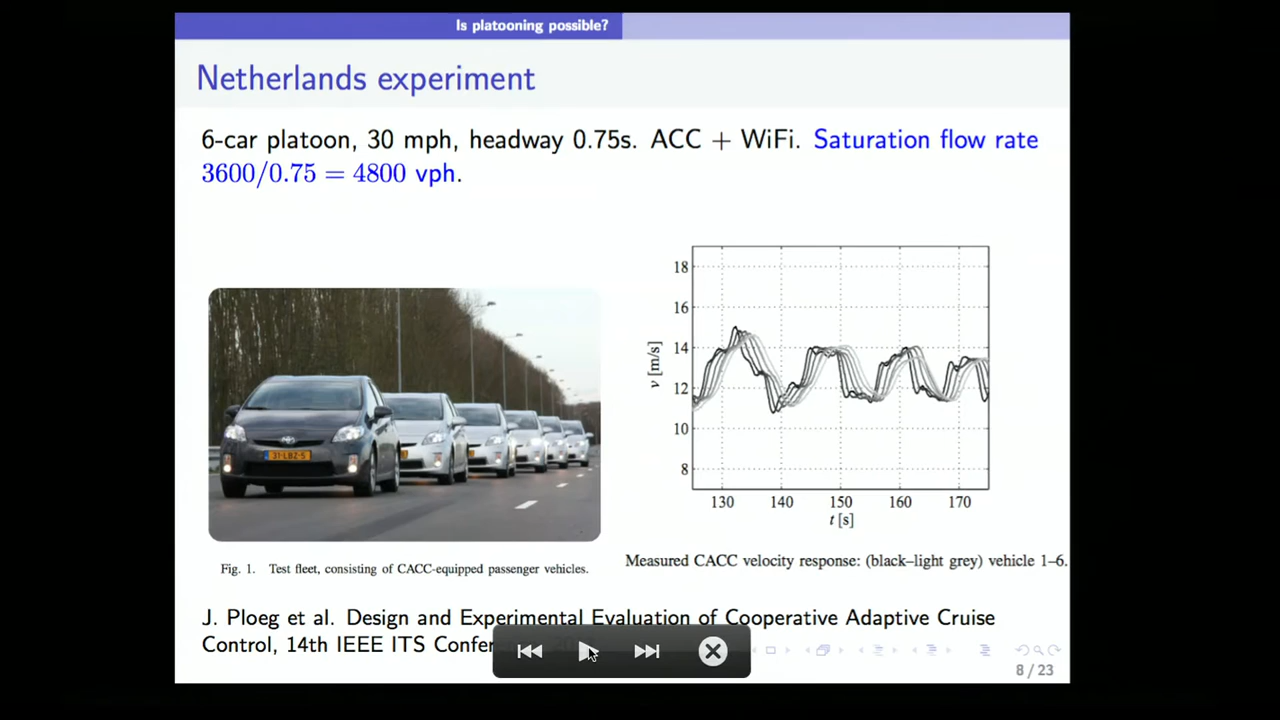 Is platooning possible?
Netherlands experiment
6-car platoon, 30 mph, headway 0.75s. ACC + WiFi. Saturation flow rate
3600/0.75 = 4800 vph.
31-LBZ-5
Fig. 1. Test fleet, consisting of CACC-equipped passenger vehicles.
18
16
14
12
10
8
v [m/s]
130 140 150 160 170
t [s]
Measured CACC velocity response: (black–light grey) vehicle 1–6.
J. Ploeg et al. Design and Experimental Evaluation of Cooperative Adaptive Cruise
Control, 14th IEEE ITS
8 / 23